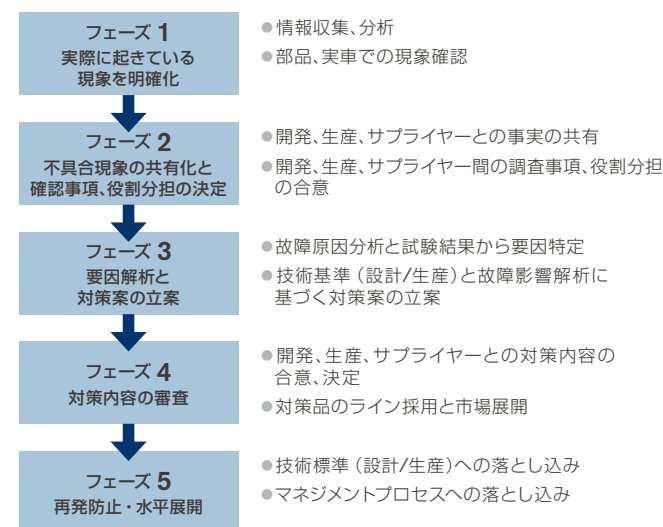 フェーズ 1
実際に起きている
現象を明確化
●情報収集、分析
●部品、実車での現象確認
フェーズ 2
不具合現象の共有化と
確認事項、役割分担の決定
●開発、生産、サプライヤーとの事実の共有
●開発、生産、サプライヤー間の調査事項、役割分担
の合意
フェーズ 3
要因解析と
対策案の立案
●故障原因分析と試験結果から要因特定
●技術基準（設計/生産）と故障影響解析に
基づく対策案の立案
フェーズ 4
対策内容の審査
●開発、生産、サプライヤーとの対策内容の
合意、決定
●対策品のライン採用と市場展開
フェーズ 5
再発防止・水平展開
●技術標準（設計/生産）への落とし込み
●マネジメントプロセスへの落とし込み